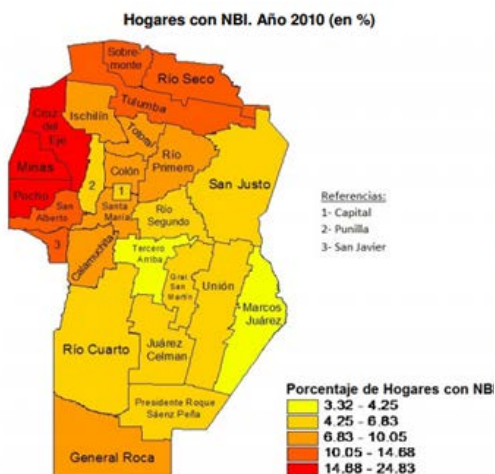 Hogares con NBI. Año 2010 (en %)
Sobre-
monte
Río Seco
Tulumba
Cruz
del
Eje
Ischilín
Totoral
Río
Primero
Minas
Colón
San Justo
2
1
Pocho
San
Alberto
Santa
María
Río
Segundo
3
Calamuchita
Tercero
Arriba
Gral.
San
Martín
Unión
Marcos
Juárez
Río Cuarto
Juárez
Celman
Presidente Roque
Sáenz Peña
General Roca
Referencias:
1- Capital
2- Punilla
3- San Javier
Porcentaje de Hogares con NBI
3.32 - 4.25
4.25 - 6.83
6.83 - 10.05
10.05 - 14.68
14.68 - 24.83